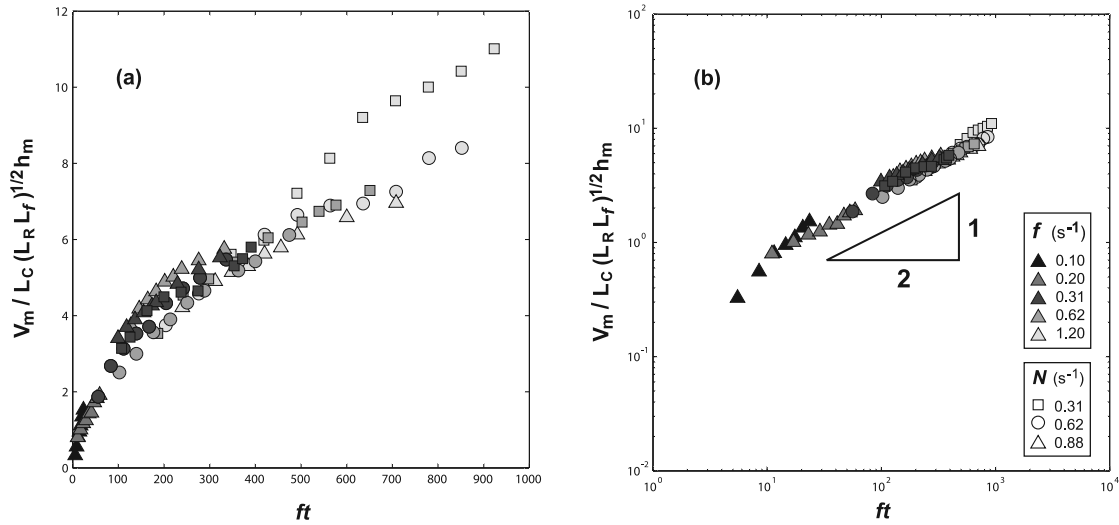 (a)
12
10
8
6
4
2
0
V_m / L_C (L_R L_f)^{1/2} h_m
0 100 200 300 400 500 600 700 800 900 1000
ft
(b)
10^2
10^1
10^0
10^{-1}
10^{-2}
V_m / L_C (L_R L_f)^{1/2} h_m
10^0 10^1 10^2 10^3 10^4
ft
1
2
f (s^{-1})
0.10
0.20
0.31
0.62
1.20
N (s^{-1})
0.31
0.62
0.88